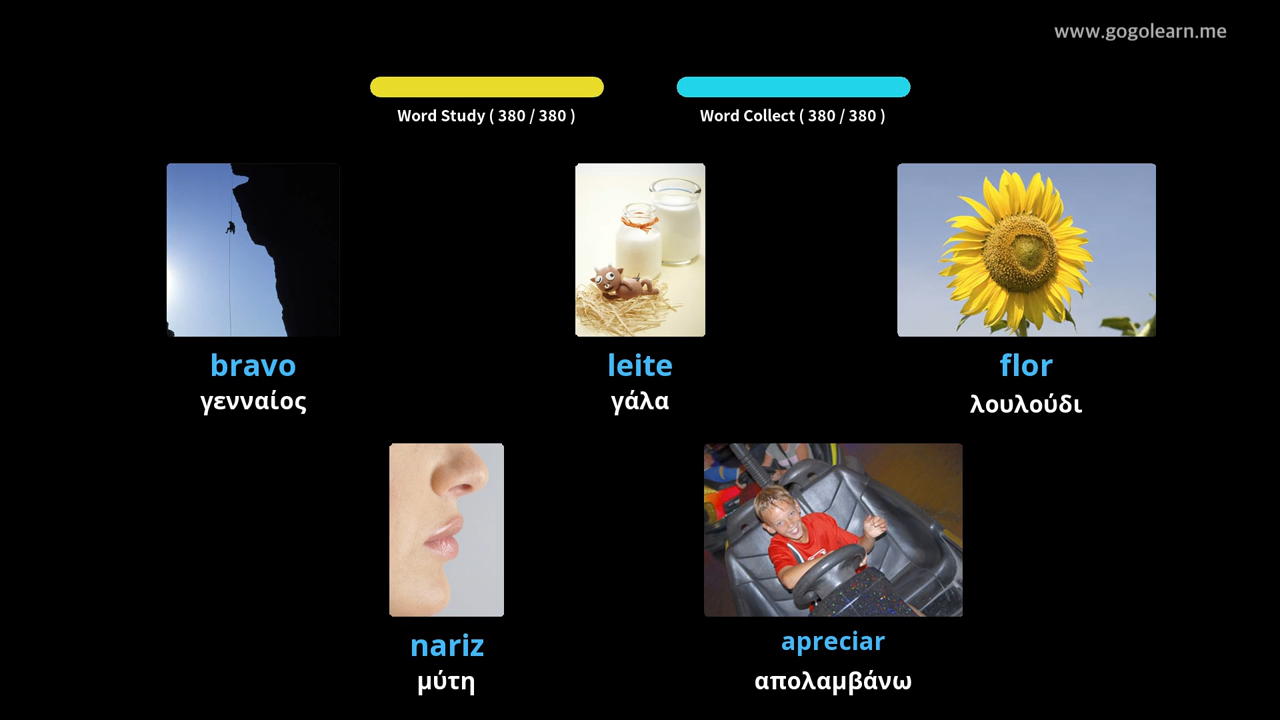 www.gogolearn.me
Word Study ( 380 / 380 )
Word Collect ( 380 / 380 )
bravo
γενναίος
leite
γάλα
flor
λουλούδι
nariz
μύτη
apreciar
απολαμβάνω